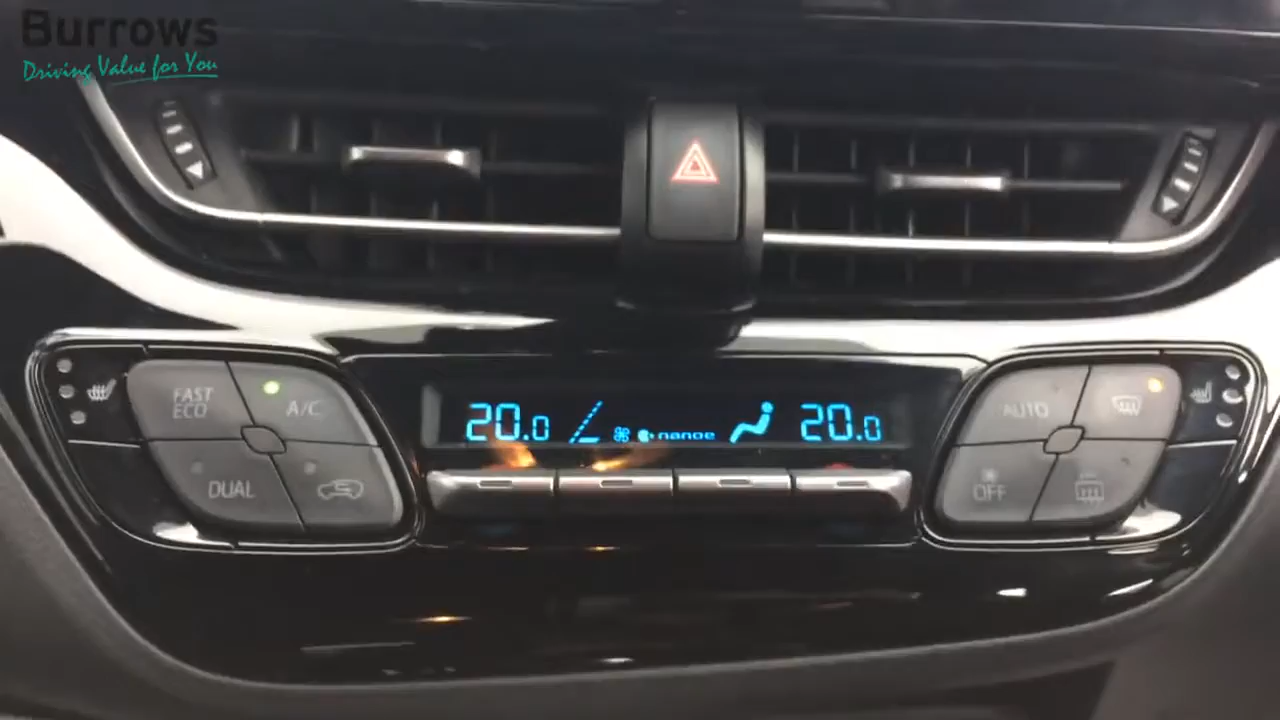 Burrows
Driving Value for You
FAST
ECO
A/C
DUAL
20.0
nanoe
20.0
AUTO
OFF